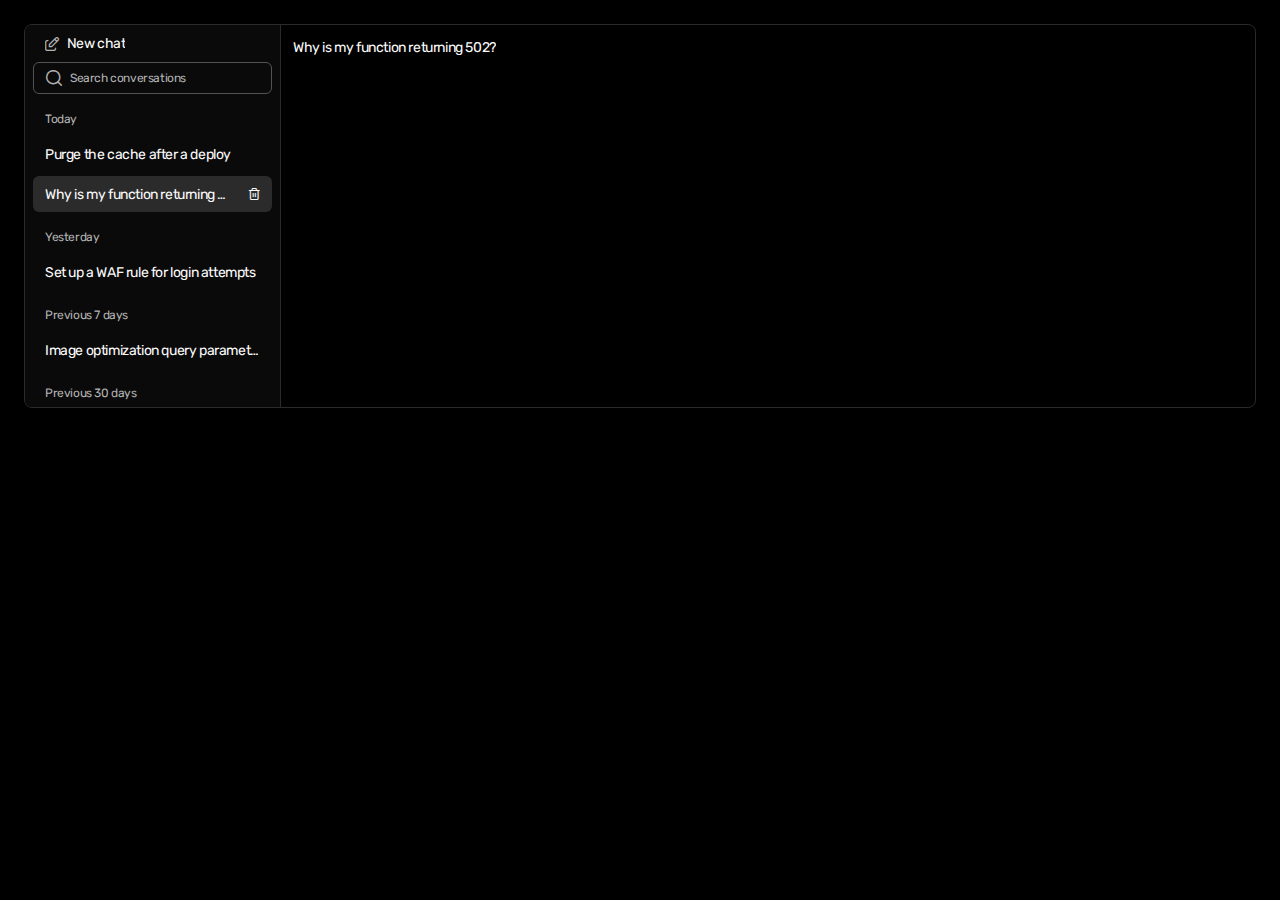 New chat
Search conversations
Today
Purge the cache after a deploy
Why is my function returning ...
Yesterday
Set up a WAF rule for login attempts
Previous 7 days
Image optimization query paramet...
Previous 30 days
Why is my function returning 502?